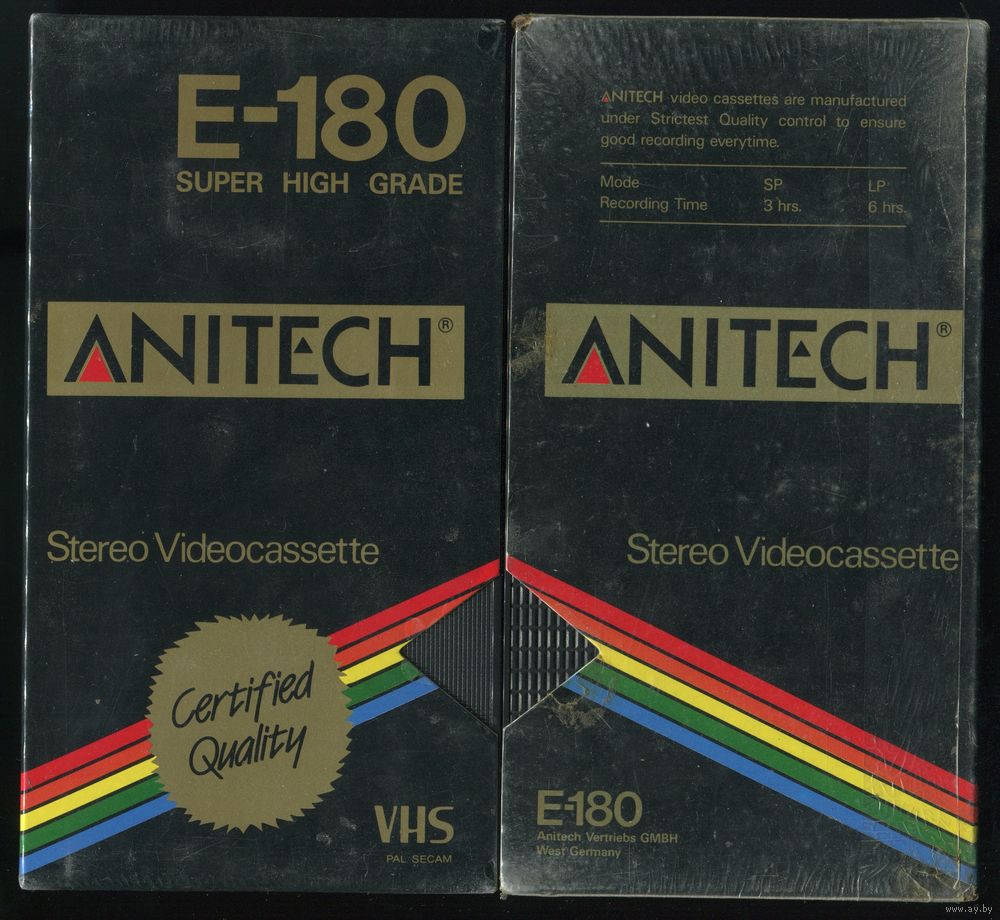 E-180
SUPER HIGH GRADE
ANITECH®
Stereo Videocassette
Certified
Quality
VHS
PAL SECAM
ANITECH video cassettes are manufactured
under Strictest Quality control to ensure
good recording everytime.
Mode SP LP
Recording Time 3 hrs. 6 hrs.
ANITECH®
Stereo Videocassette
E-180
Anitech Vertriebs GMBH
West Germany
www.ay.by